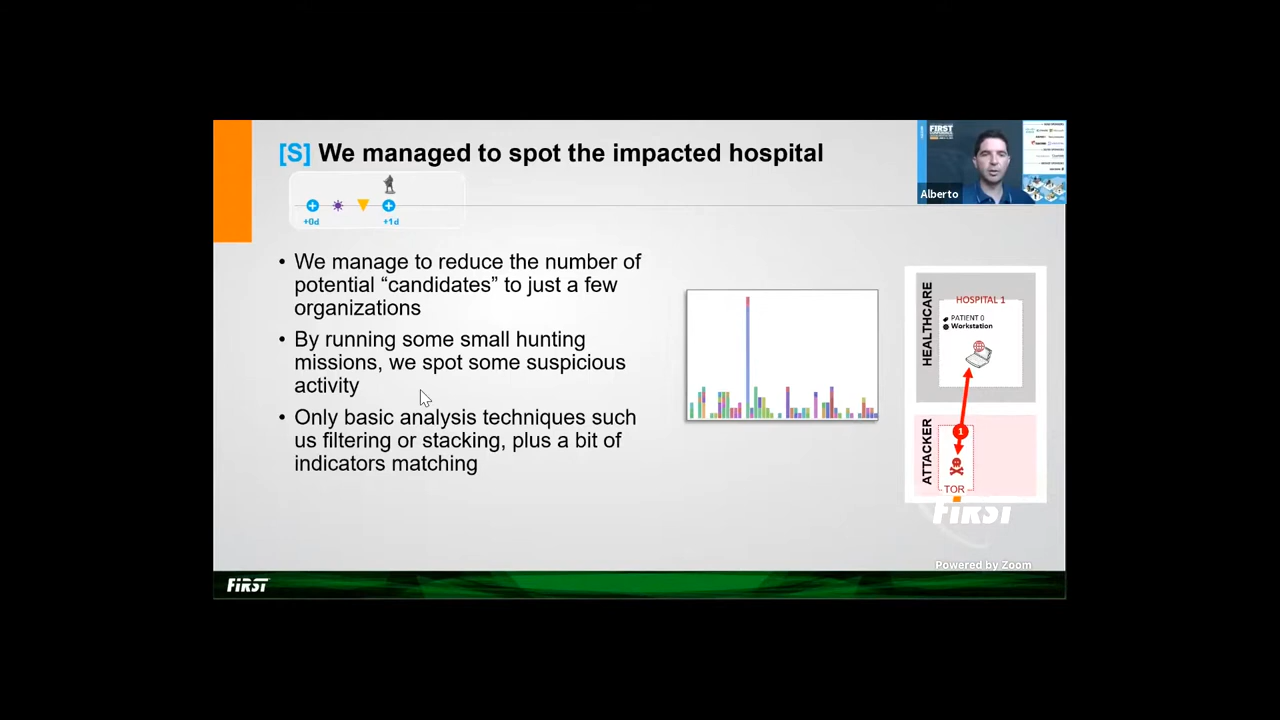 [S] We managed to spot the impacted hospital
+0d
+1d
Alberto
FIRST
• We manage to reduce the number of
potential “candidates” to just a few
organizations
• By running some small hunting
missions, we spot some suspicious
activity
• Only basic analysis techniques such
us filtering or stacking, plus a bit of
indicators matching
HEALTHCARE
HOSPITAL 1
PATIENT 0
Workstation
ATTACKER
1
TOR
FIRST
Powered by Zoom
FIRST